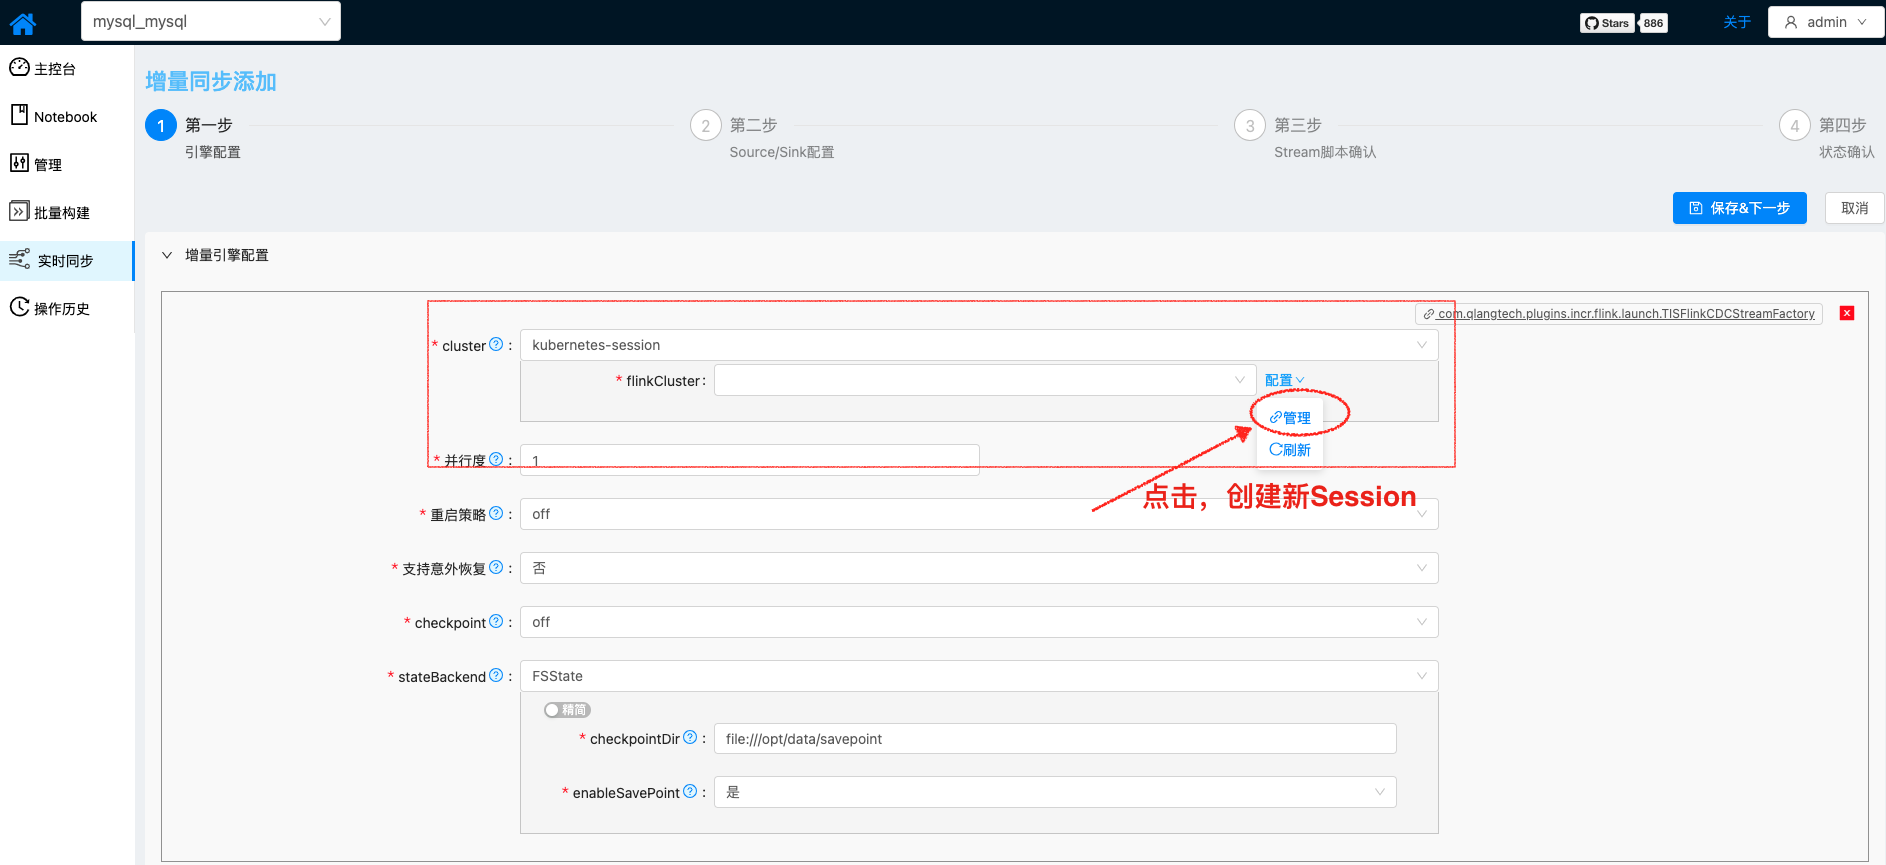 mysql_mysql
Stars 886
关于
admin
主控台
Notebook
管理
批量构建
实时同步
操作历史
增量同步添加
1 第一步
引擎配置
2 第二步
Source/Sink配置
3 第三步
Stream脚本确认
4 第四步
状态确认
保存&下一步
取消
增量引擎配置
com.qlangtech.plugins.incr.flink.launch.TISFlinkCDCStreamFactory
* cluster : kubernetes-session
* flinkCluster: 配置
管理
刷新
* 并行度 : 1
点击，创建新Session
* 重启策略 : off
* 支持意外恢复 : 否
* checkpoint : off
* stateBackend : FSState
精简
* checkpointDir : file:///opt/data/savepoint
* enableSavePoint : 是